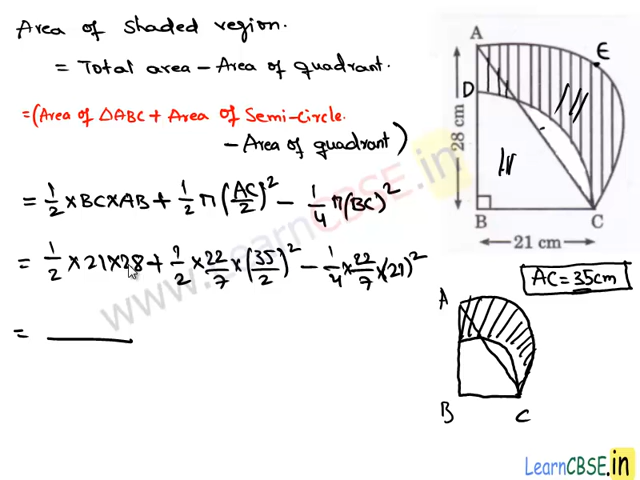 Area of shaded region.
= Total area - Area of quadrant.
= (Area of △ABC + Area of Semi-circle
- Area of quadrant)
= 1/2 × BC × AB + 1/2 π (AC/2)² - 1/4 π (BC)²
= 1/2 × 21 × 28 + 1/2 × 22/7 × (35/2)² - 1/4 × 22/7 × (21)²
=
A
E
D
28 cm
B
C
21 cm
AC = 35cm
A
B
C
www.LearnCBSE.in
LearnCBSE.in